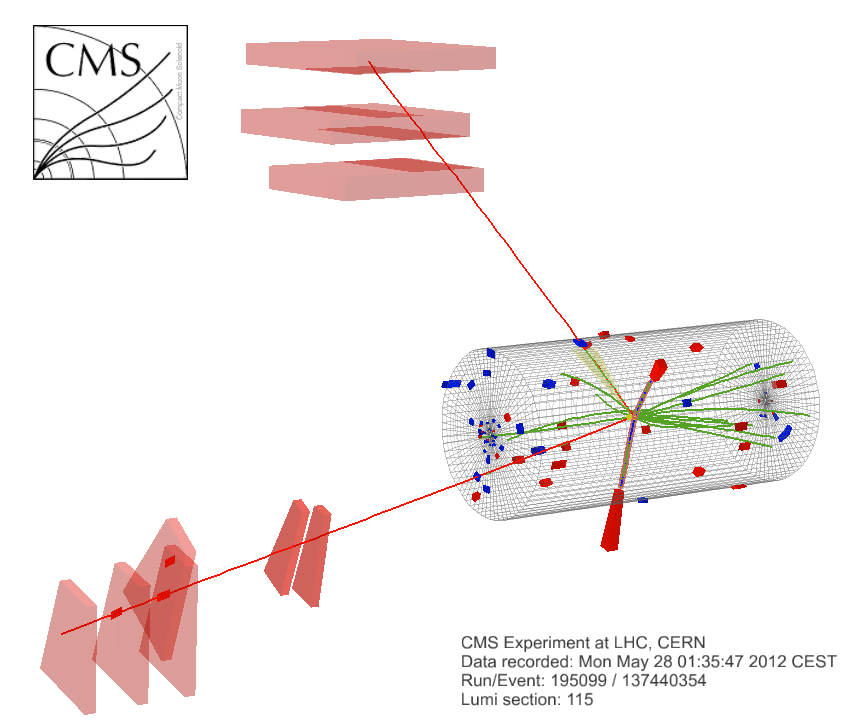 CMS
Compact Muon Solenoid
CMS Experiment at LHC, CERN
Data recorded: Mon May 28 01:35:47 2012 CEST
Run/Event: 195099 / 137440354
Lumi section: 115